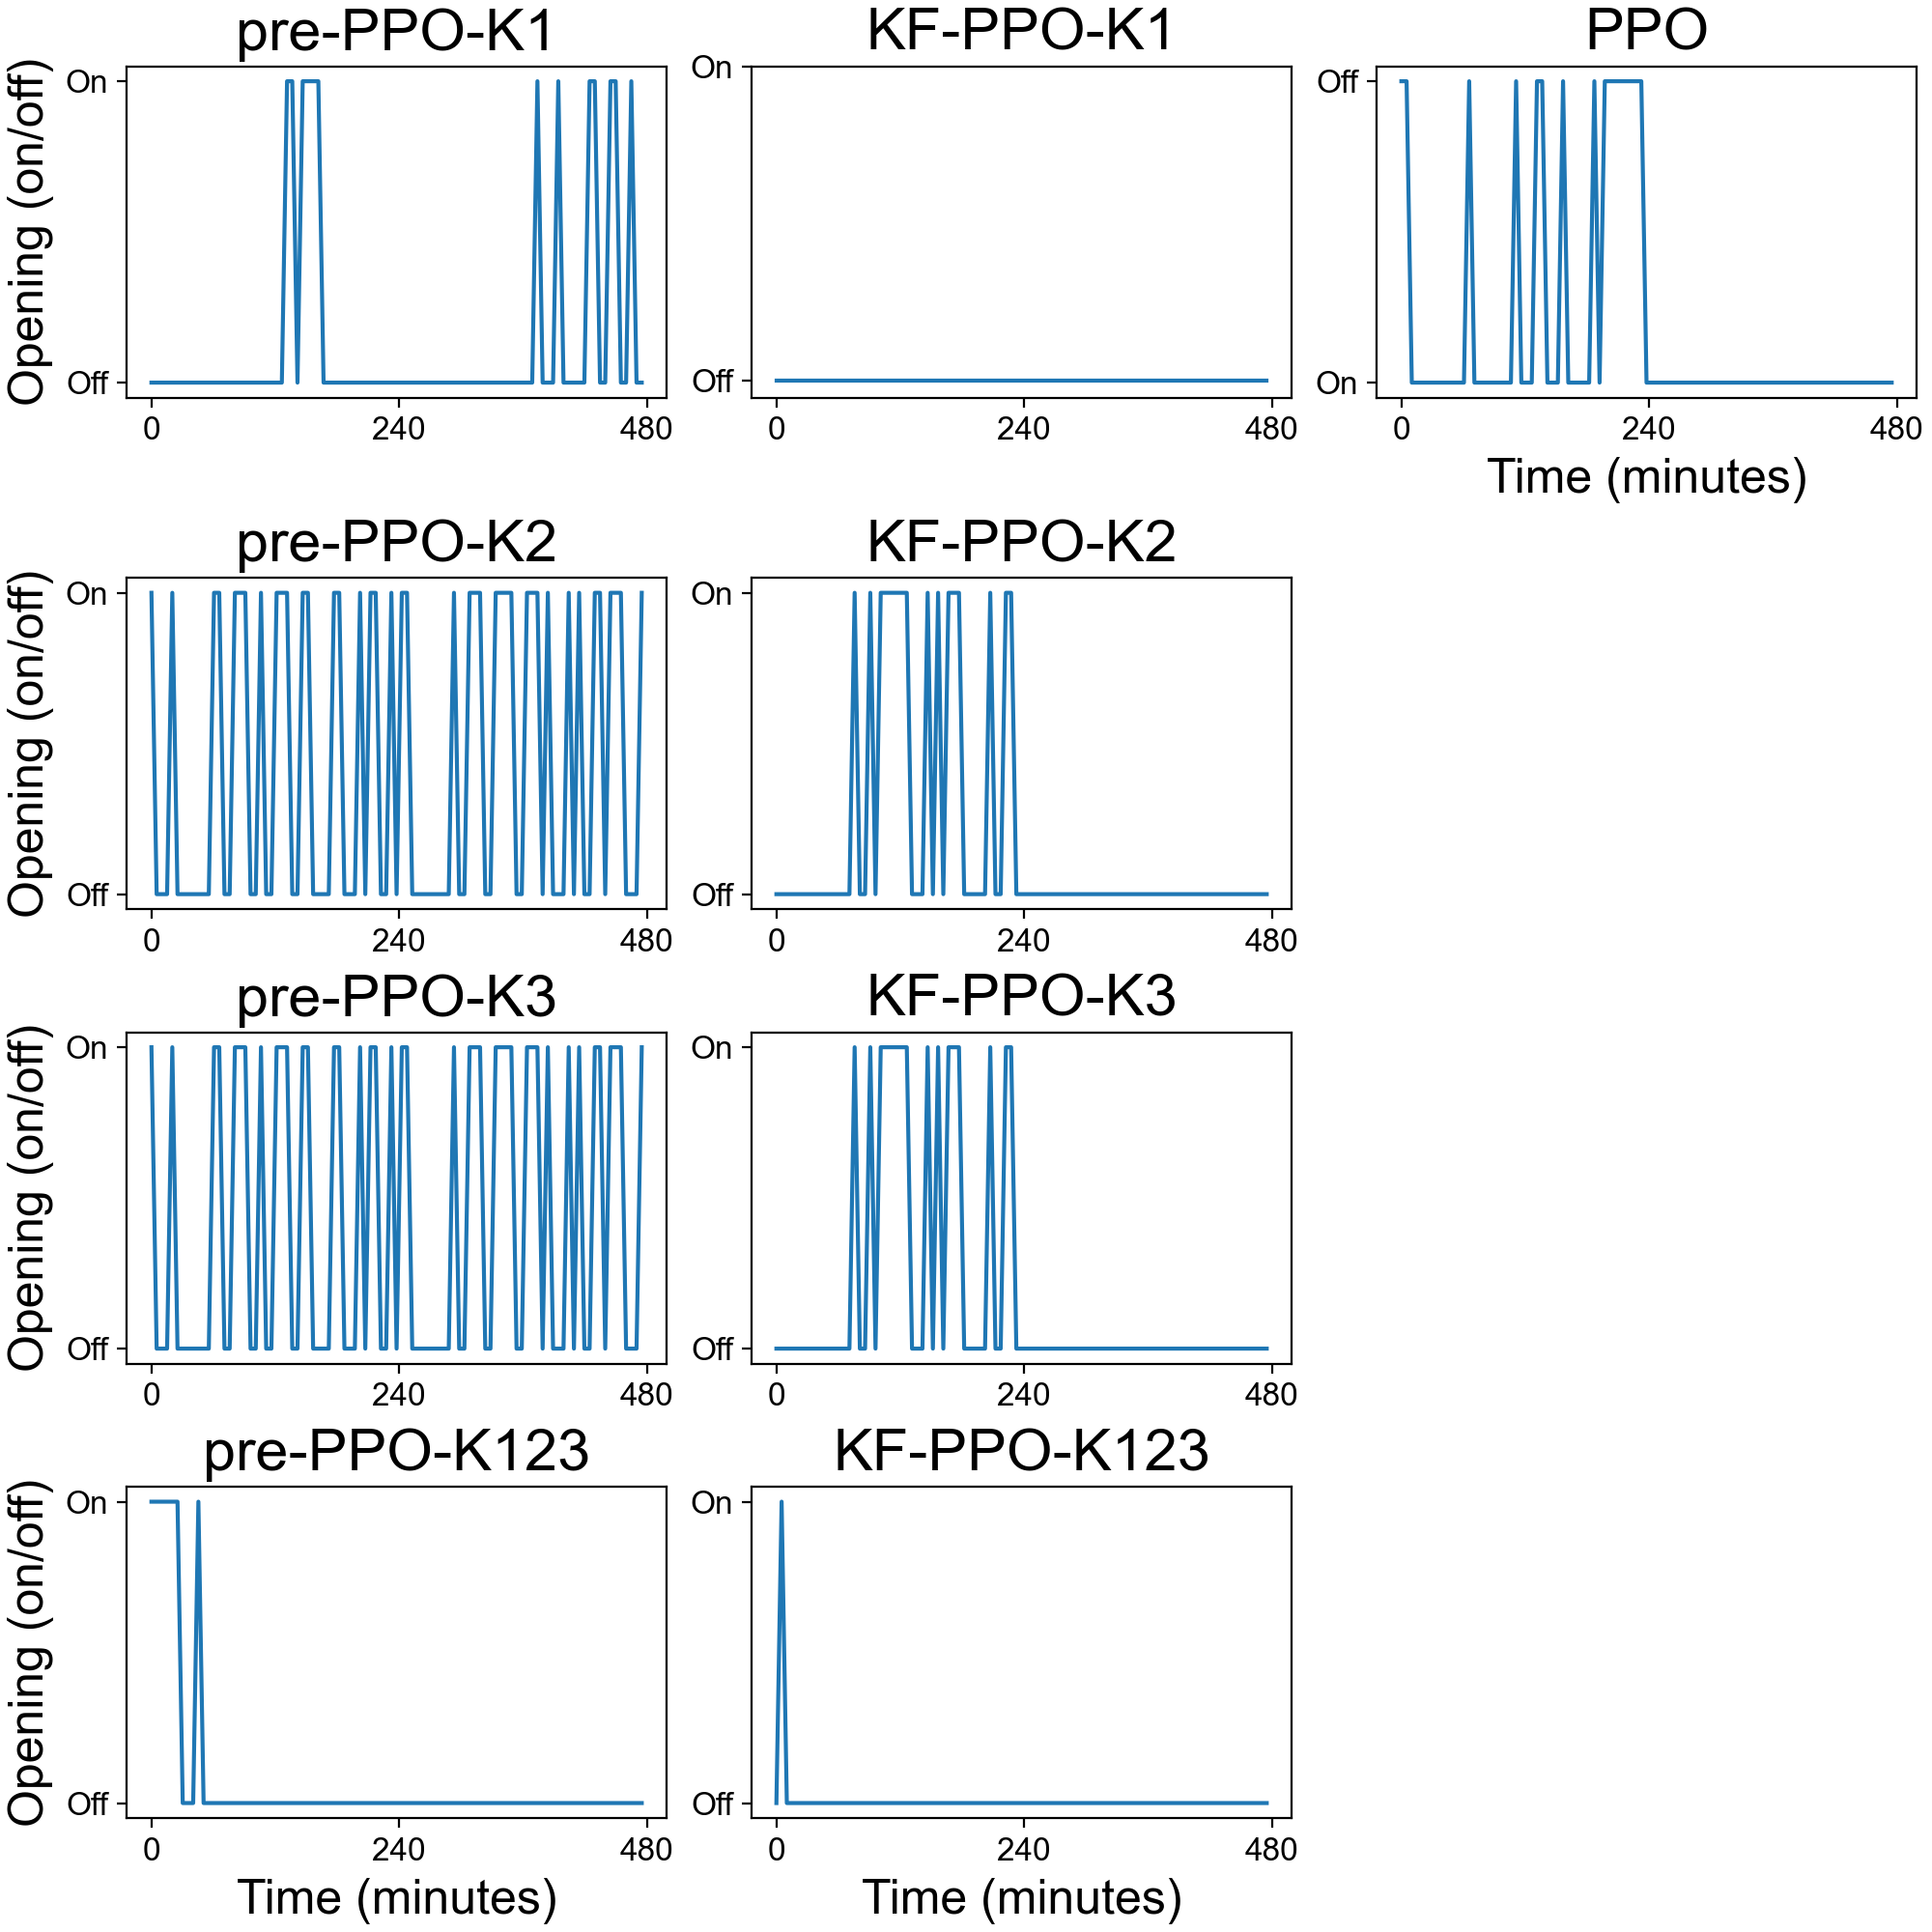 pre-PPO-K1
KF-PPO-K1
PPO
Opening (on/off)
On
Off
0
240
480
On
Off
0
240
480
Off
On
0
240
480
Time (minutes)
pre-PPO-K2
KF-PPO-K2
Opening (on/off)
On
Off
0
240
480
On
Off
0
240
480
pre-PPO-K3
KF-PPO-K3
Opening (on/off)
On
Off
0
240
480
On
Off
0
240
480
pre-PPO-K123
KF-PPO-K123
Opening (on/off)
On
Off
0
240
480
Time (minutes)
On
Off
0
240
480
Time (minutes)